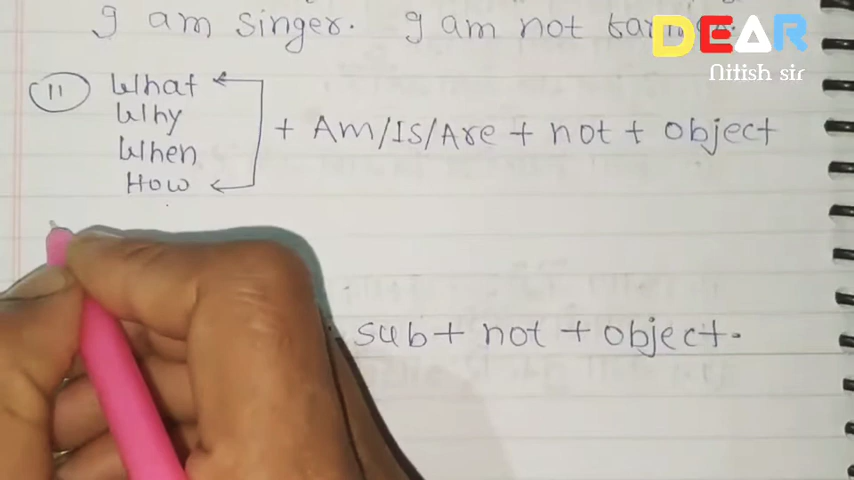 I am singer. I am not
DEAR
Nitish sir
11 What
Why
When
How
+ Am/Is/Are + not + object
sub + not + object.